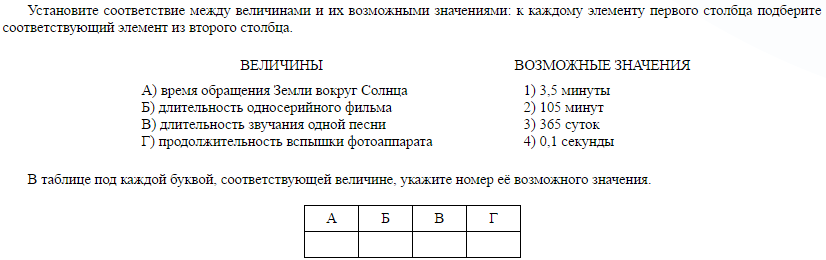 Установите соответствие между величинами и их возможными значениями: к каждому элементу первого столбца подберите
соответствующий элемент из второго столбца.
ВЕЛИЧИНЫ ВОЗМОЖНЫЕ ЗНАЧЕНИЯ
А) время обращения Земли вокруг Солнца 1) 3,5 минуты
Б) длительность односерийного фильма 2) 105 минут
В) длительность звучания одной песни 3) 365 суток
Г) продолжительность вспышки фотоаппарата 4) 0,1 секунды
В таблице под каждой буквой, соответствующей величине, укажите номер её возможного значения.
А Б В Г